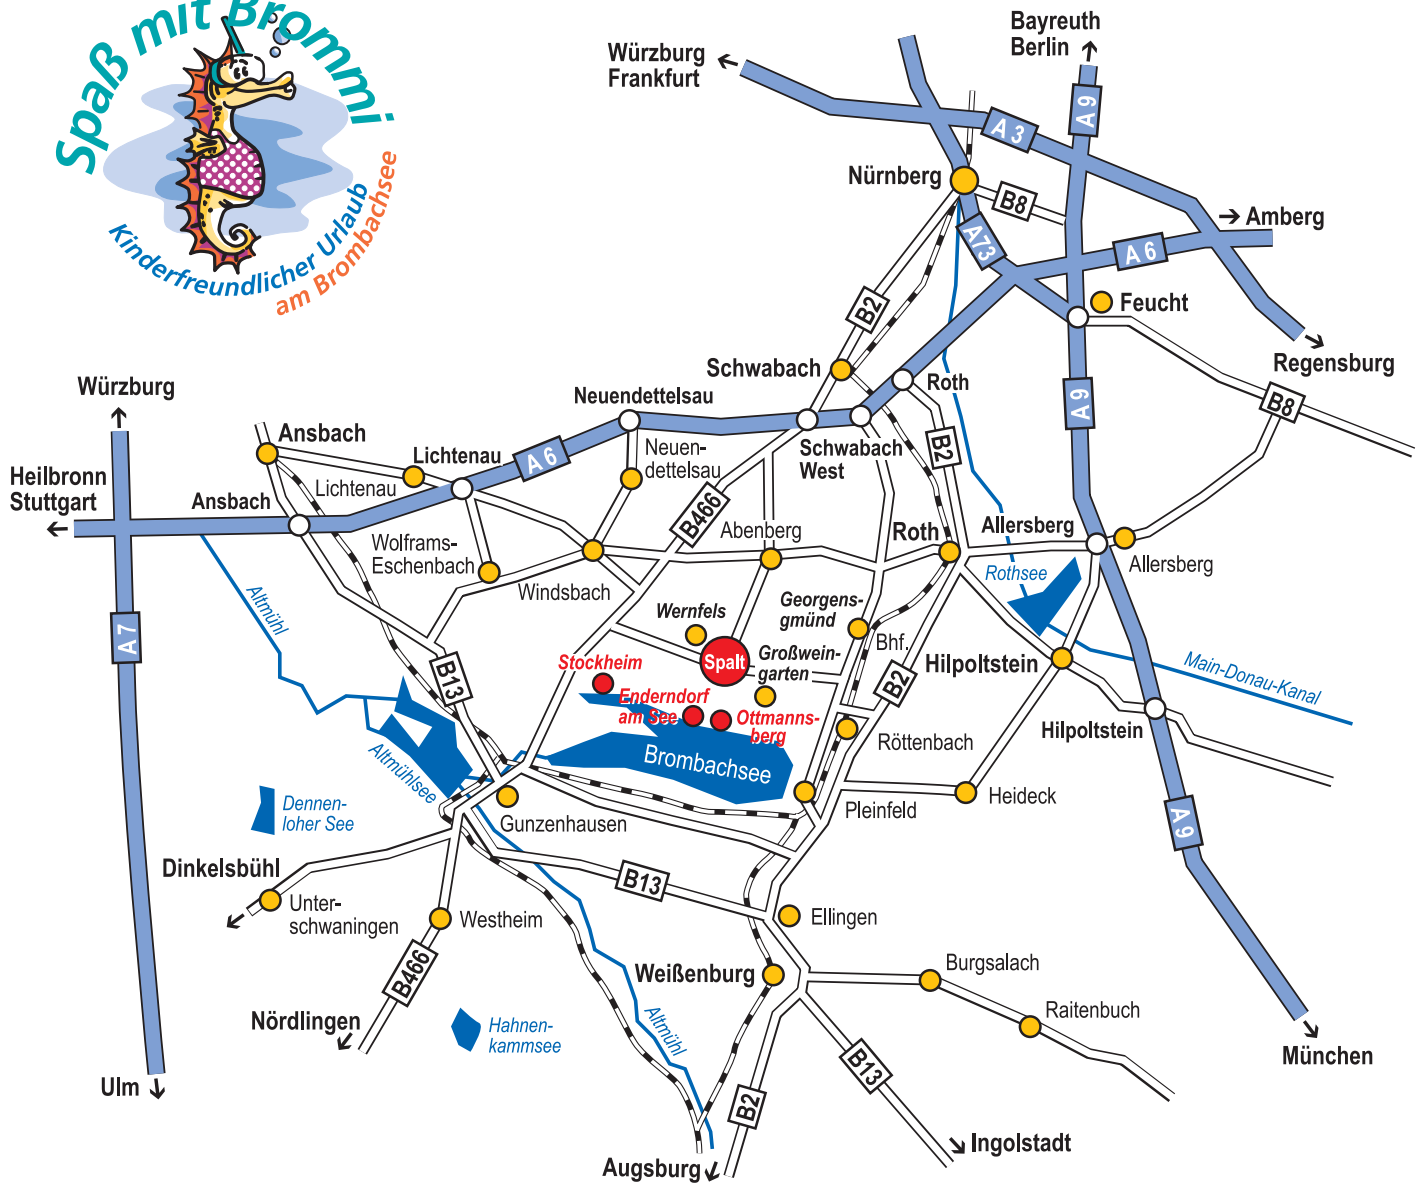 Spaß mit Brommi
Kinderfreundlicher Urlaub
am Brombachsee
Würzburg
Frankfurt
Bayreuth
Berlin
A 9
A 3
Nürnberg
B8
Amberg
A73
A 6
Feucht
B2
Regensburg
Schwabach
Roth
Würzburg
Neuendettelsau
A 9
B8
Ansbach
Lichtenau
A 6
Neuen-
dettelsau
Schwabach
West
B2
Heilbronn
Stuttgart
Ansbach
Lichtenau
B466
Abenberg
Roth
Allersberg
Wolframs-
Eschenbach
Windsbach
Rothsee
Allersberg
Altmühl
A 7
Wernfels
Georgens-
gmünd
Bhf.
Stockheim
Spalt
Großwein-
garten
Hilpoltstein
Main-Donau-Kanal
B13
B2
Enderndorf
am See
Ottmanns-
berg
Hilpoltstein
Röttenbach
Altmühlsee
Brombachsee
Dennen-
loher See
Gunzenhausen
Pleinfeld
Heideck
A 9
Dinkelsbühl
B13
Unter-
schwaningen
Westheim
Ellingen
B466
Weißenburg
Burgsalach
Raitenbuch
Nördlingen
Hahnen-
kammsee
Altmühl
München
Ulm
B2
B13
Ingolstadt
Augsburg